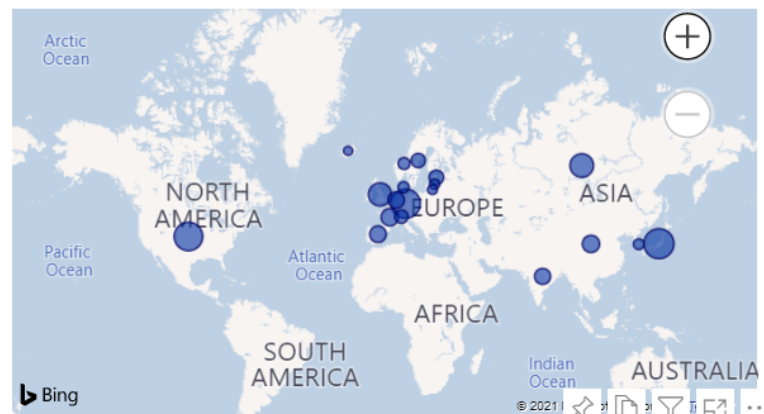 Arctic
Ocean
NORTH
AMERICA
EUROPE
ASIA
Pacific
Ocean
Atlantic
Ocean
AFRICA
SOUTH
AMERICA
Indian
Ocean
AUSTRALIA
Bing
© 2021